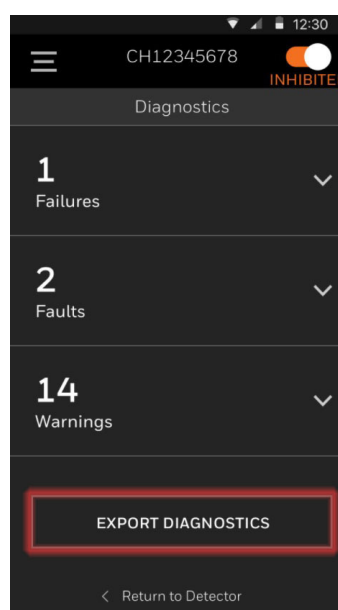 12:30
CH12345678
INHIBITE
Diagnostics
1
Failures
2
Faults
14
Warnings
EXPORT DIAGNOSTICS
< Return to Detector